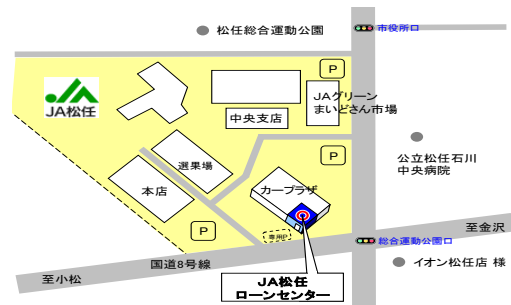 松任総合運動公園
市役所口
P
JA松任
JAグリーン
まいどさん市場
中央支店
P
公立松任石川
中央病院
選果場
本店
カープラザ
P
専用P
至金沢
総合運動公園口
国道8号線
イオン松任店 様
至小松
JA松任
ローンセンター